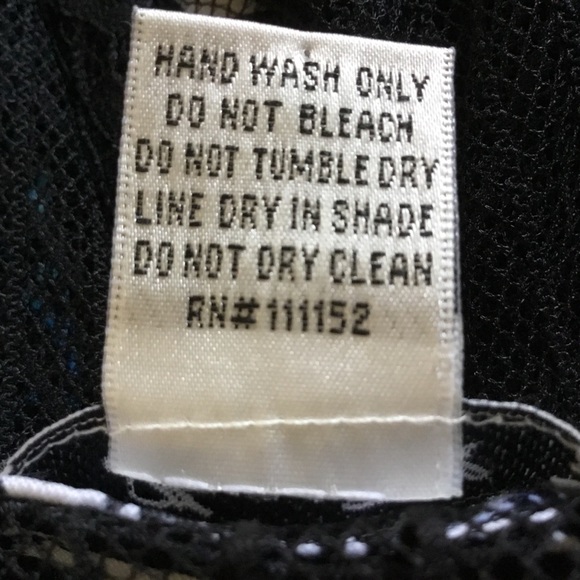 HAND WASH ONLY
DO NOT BLEACH
DO NOT TUMBLE DRY
LINE DRY IN SHADE
DO NOT DRY CLEAN
RN#111152